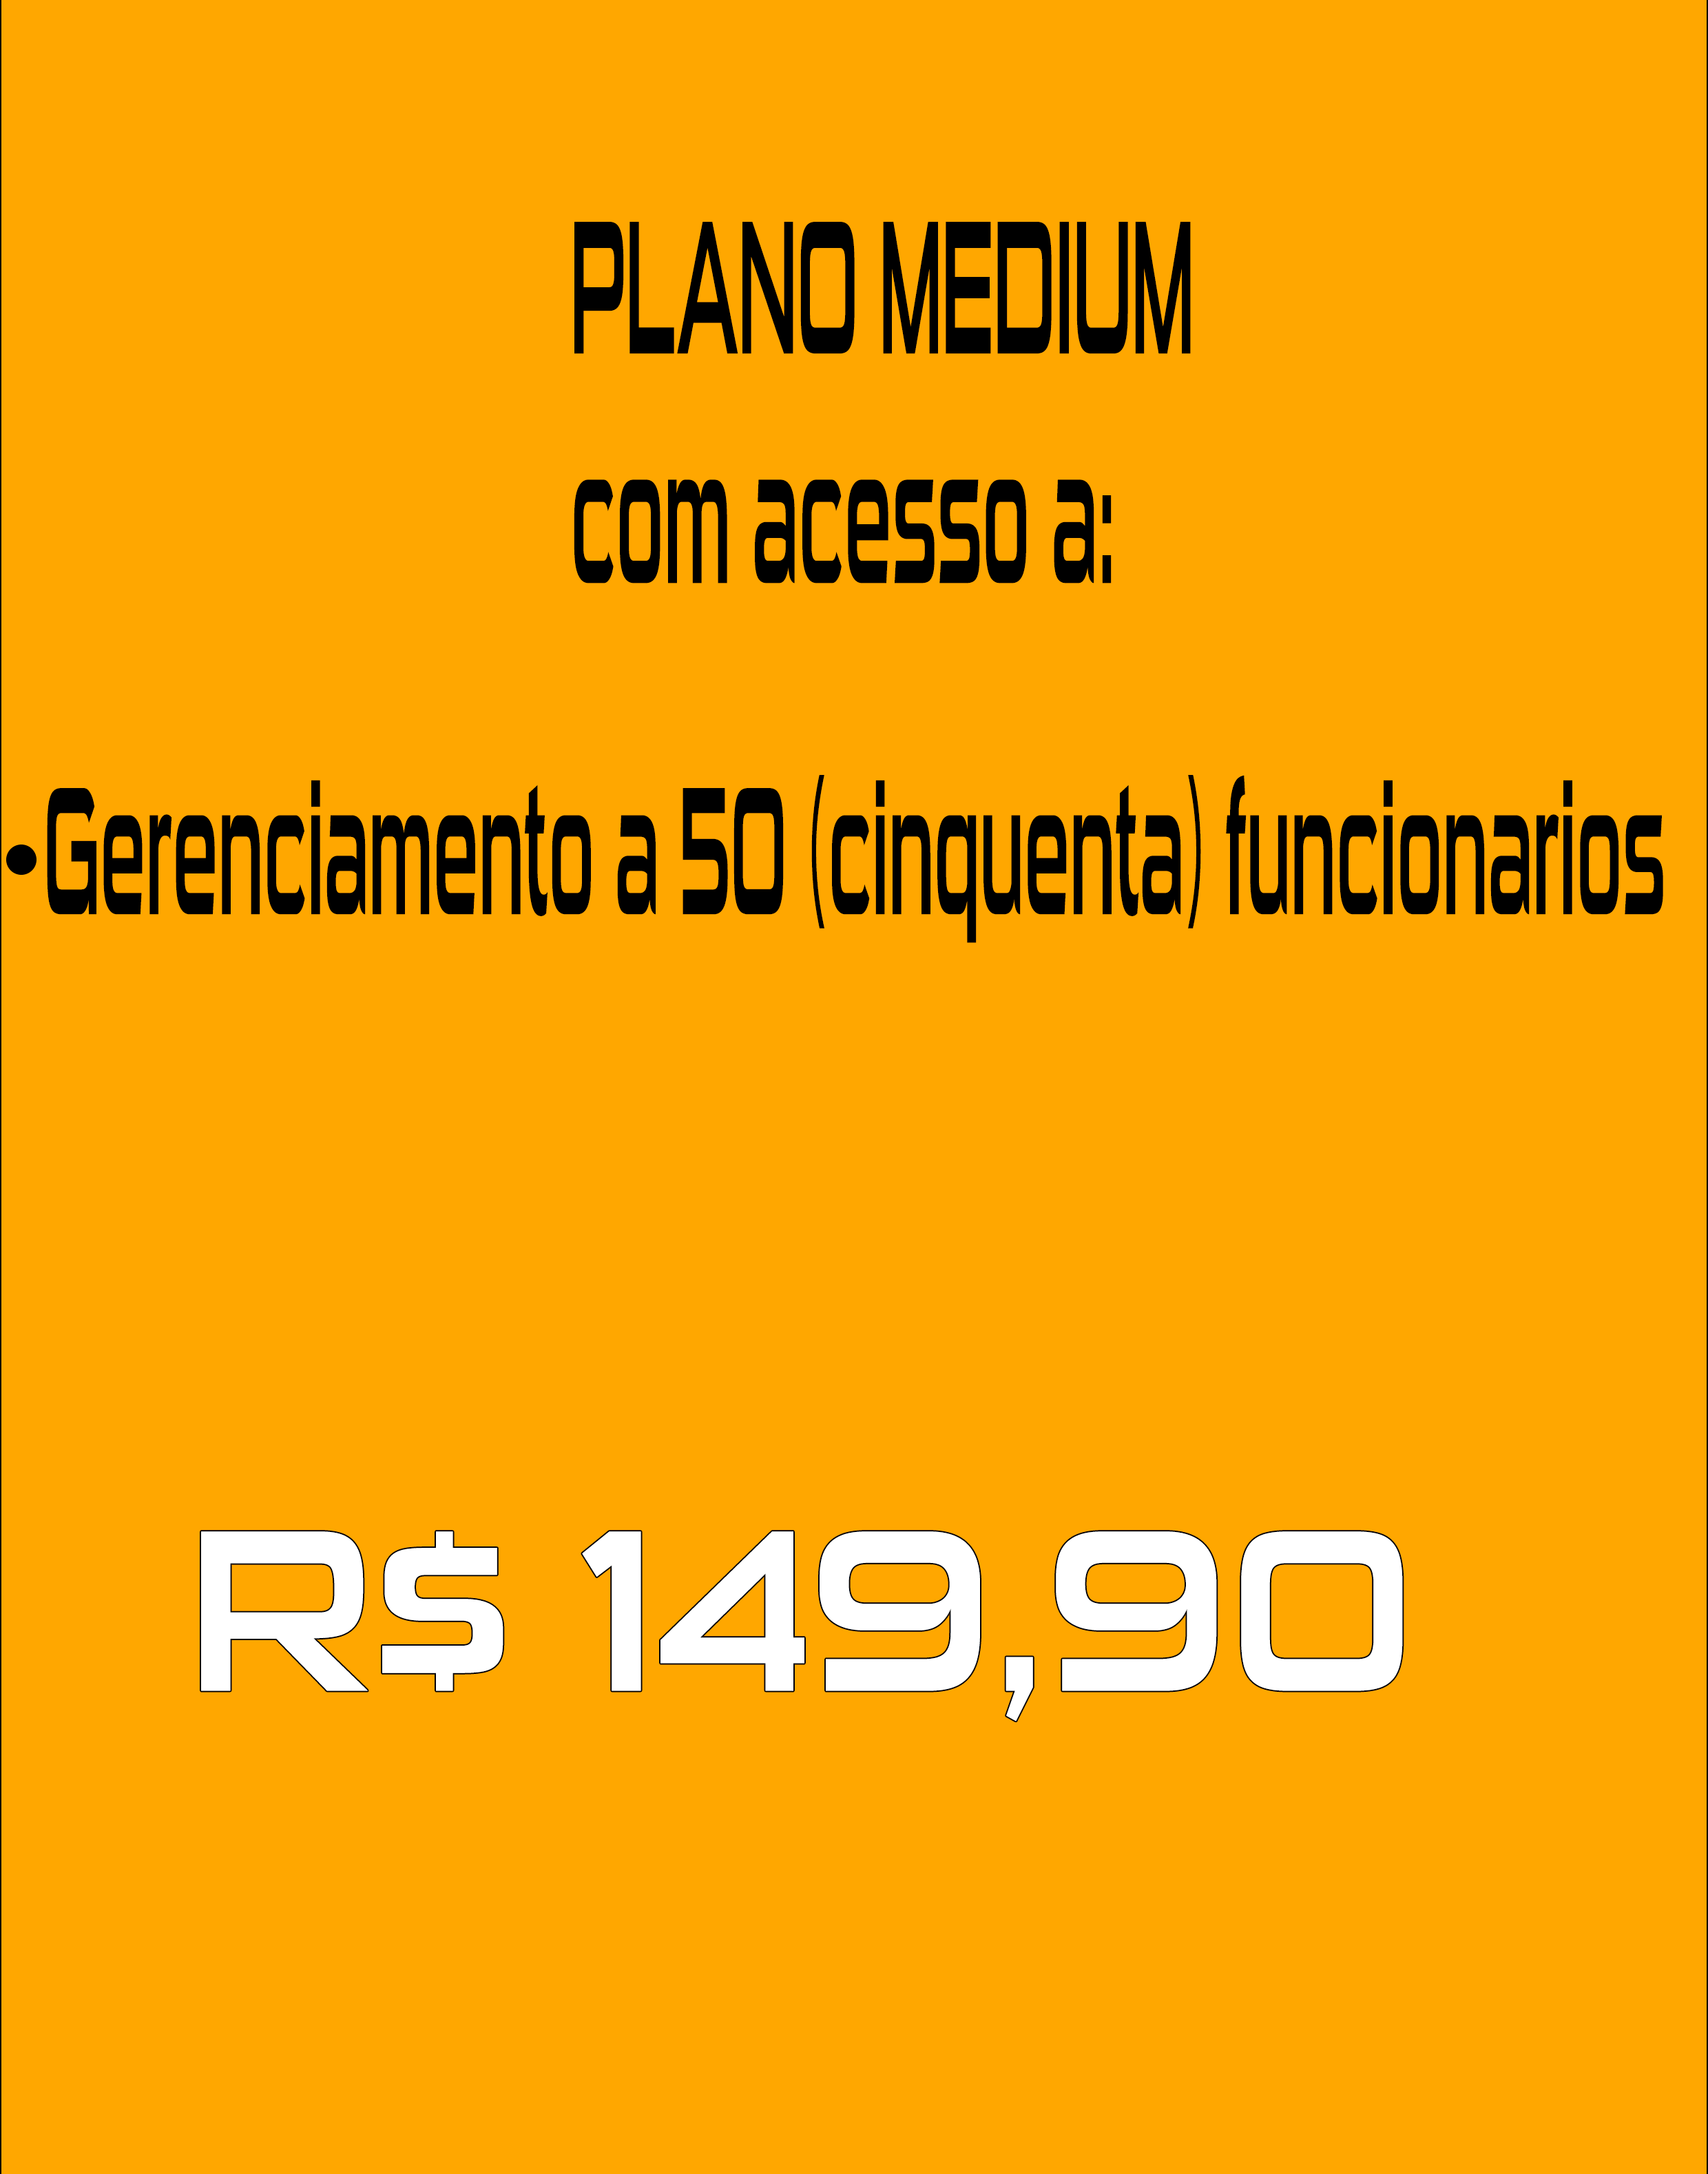 PLANO MEDIUM
com acesso a:
•Gerenciamento a 50 (cinquenta) funcionarios
R$ 149,90